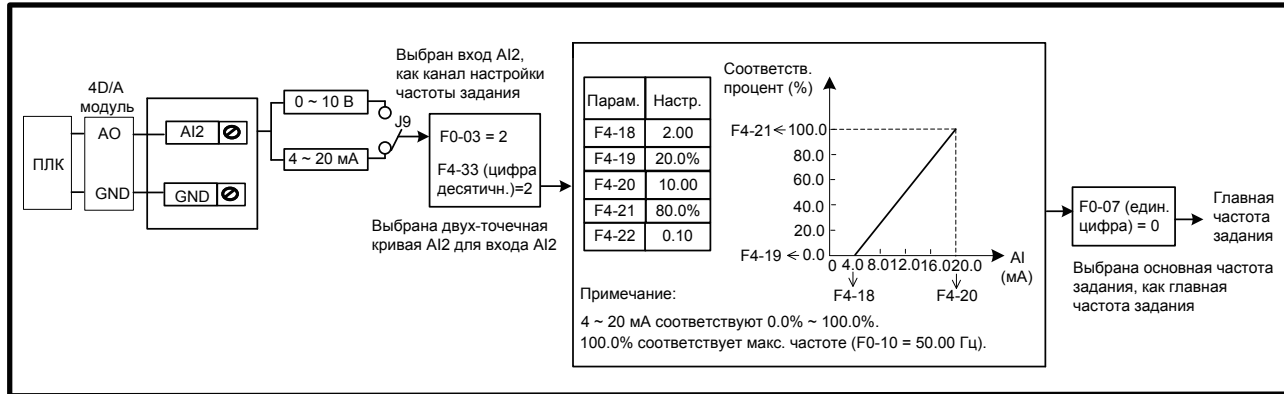 ПЛК
4D/A
модуль
AO
GND
AI2
GND
0 ~ 10 В
4 ~ 20 мА
J9
Выбран вход AI2,
как канал настройки
частоты задания
F0-03 = 2
F4-33 (цифра
десятичн.)=2
Выбрана двух-точечная
кривая AI2 для входа AI2
Парам. Настр.
F4-18 2.00
F4-19 20.0%
F4-20 10.00
F4-21 80.0%
F4-22 0.10
Соответств.
процент (%)
F4-21 100.0
80.0
60.0
40.0
20.0
F4-19 0.0
0 4.0 8.0 12.0 16.0 20.0 AI
(мА)
F4-18 F4-20
Примечание:
4 ~ 20 мА соответствуют 0.0% ~ 100.0%.
100.0% соответствует макс. частоте (F0-10 = 50.00 Гц).
F0-07 (един.
цифра) = 0
Главная
частота
задания
Выбрана основная частота
задания, как главная
частота задания